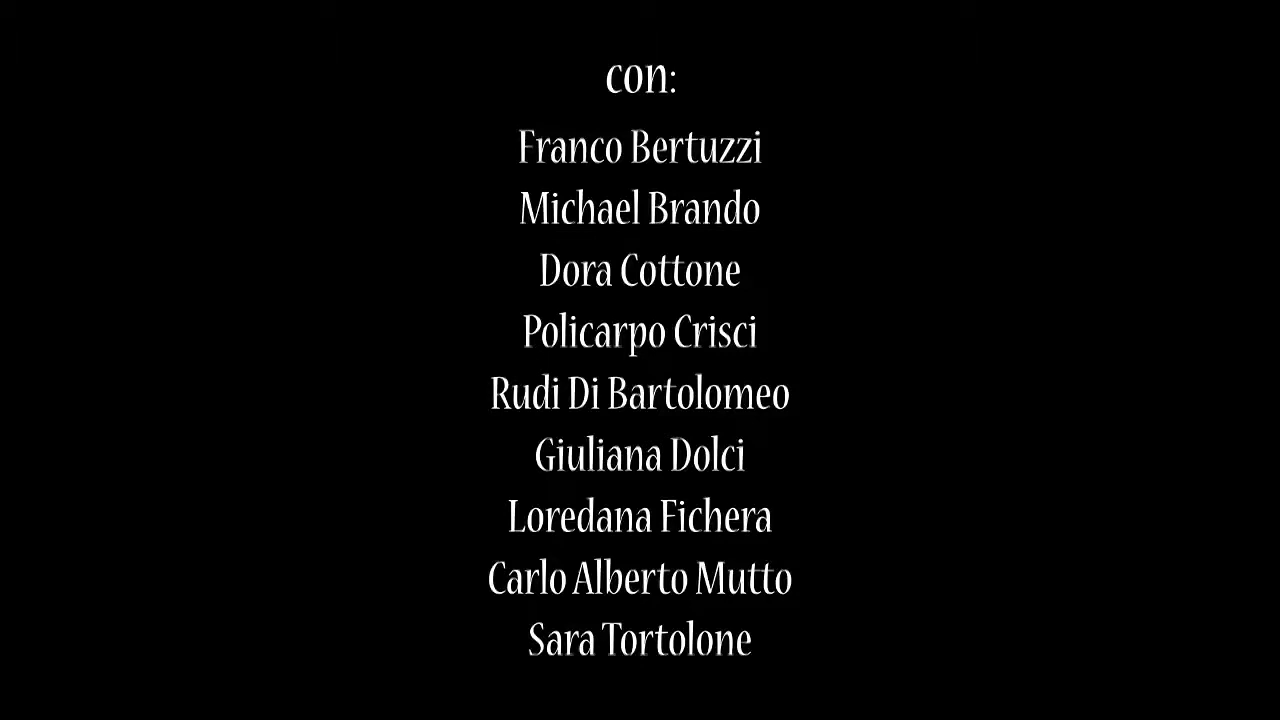 con:
Franco Bertuzzi
Michael Brando
Dora Cottone
Policarpo Crisci
Rudi Di Bartolomeo
Giuliana Dolci
Loredana Fichera
Carlo Alberto Mutto
Sara Tortolone